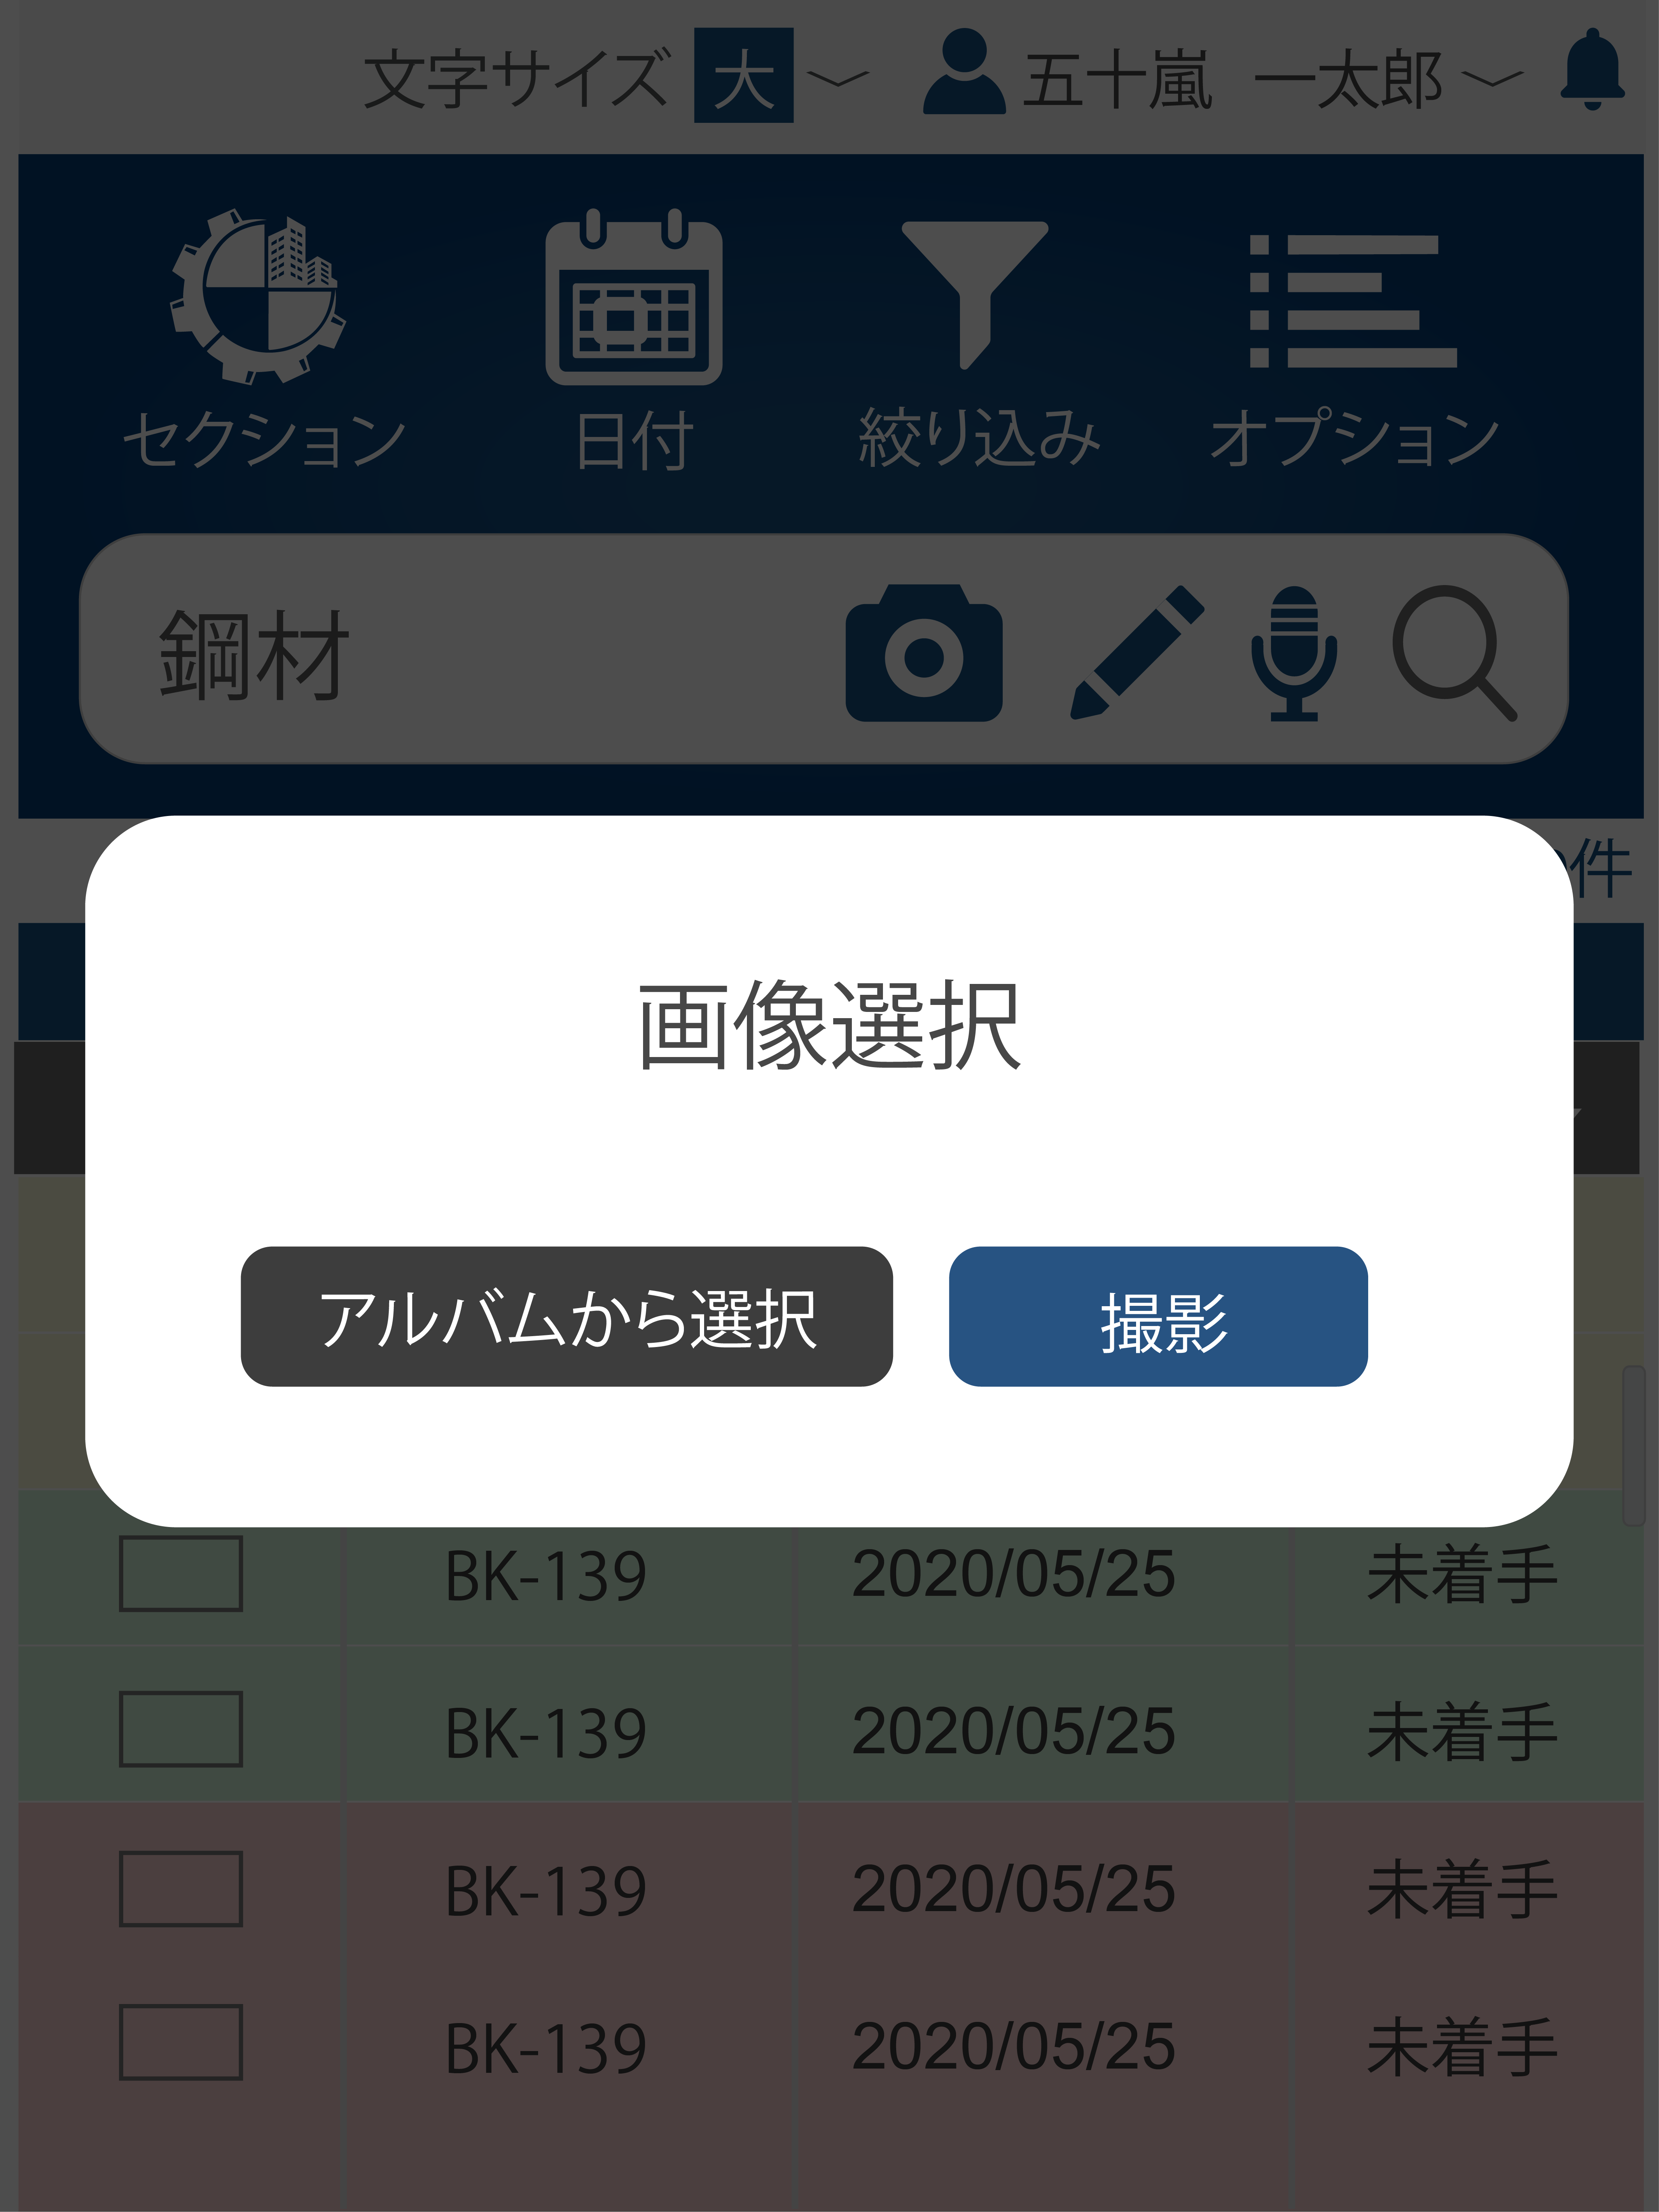 文字サイズ 大 五十嵐 一太郎
セクション 日付 絞り込み オプション
鋼材
件
画像選択
アルバムから選択 撮影
BK-139 2020/05/25 未着手
BK-139 2020/05/25 未着手
BK-139 2020/05/25 未着手
BK-139 2020/05/25 未着手